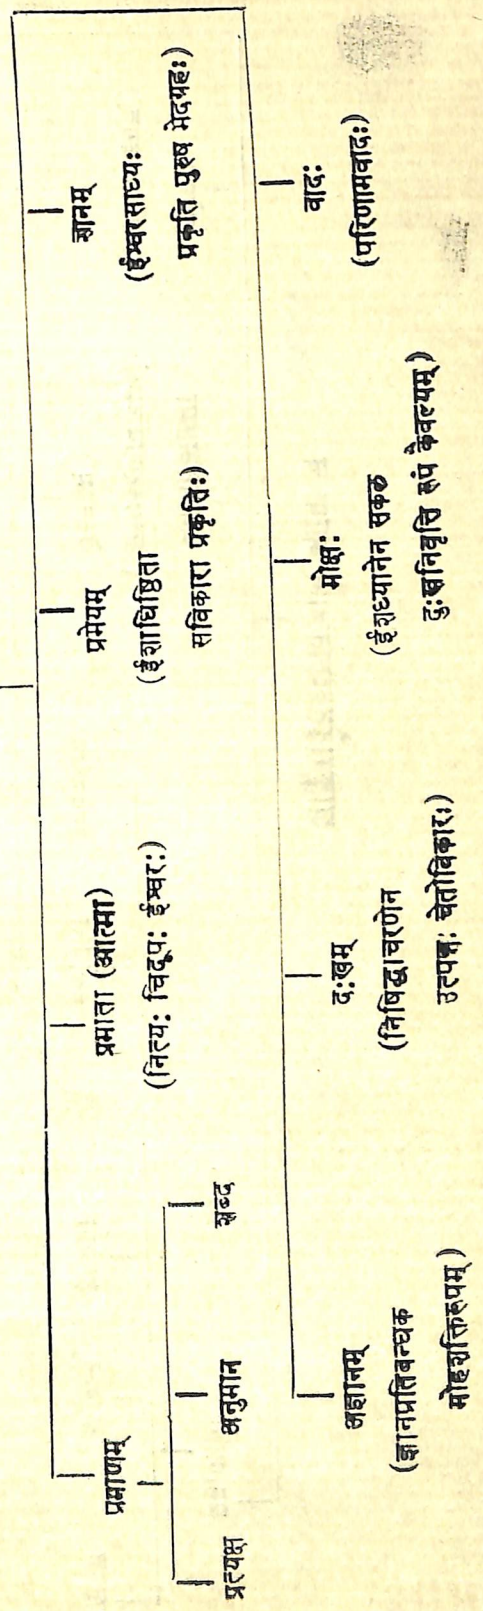 प्रमाणम्
प्रमाता (आत्मा)
(नित्यः चिद्रूपः ईश्वरः)
प्रमेयम्
(ईशाधिष्ठिता
सविकारा प्रकृतिः)
ज्ञानम्
(ईश्वरसाध्यः
प्रकृति पुरुष भेदग्रहः)
प्रत्यक्ष
अनुमान
शब्द
अज्ञानम्
(ज्ञानप्रतिबन्धक
मोहशक्तिरूपम्)
दुःखम्
(निषिद्धाचरणेन
उत्पन्नः चेतोविकारः)
मोक्षः
(ईशध्यानेन सकल
दुःखनिवृत्ति रूपं कैवल्यम्)
वादः
(परिणामवादः)